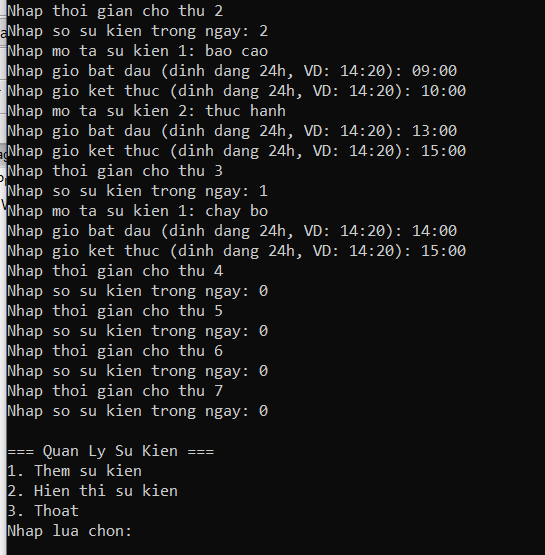 Nhap thoi gian cho thu 2
Nhap so su kien trong ngay: 2
Nhap mo ta su kien 1: bao cao
Nhap gio bat dau (dinh dang 24h, VD: 14:20): 09:00
Nhap gio ket thuc (dinh dang 24h, VD: 14:20): 10:00
Nhap mo ta su kien 2: thuc hanh
Nhap gio bat dau (dinh dang 24h, VD: 14:20): 13:00
Nhap gio ket thuc (dinh dang 24h, VD: 14:20): 15:00
Nhap thoi gian cho thu 3
Nhap so su kien trong ngay: 1
Nhap mo ta su kien 1: chay bo
Nhap gio bat dau (dinh dang 24h, VD: 14:20): 14:00
Nhap gio ket thuc (dinh dang 24h, VD: 14:20): 15:00
Nhap thoi gian cho thu 4
Nhap so su kien trong ngay: 0
Nhap thoi gian cho thu 5
Nhap so su kien trong ngay: 0
Nhap thoi gian cho thu 6
Nhap so su kien trong ngay: 0
Nhap thoi gian cho thu 7
Nhap so su kien trong ngay: 0
=== Quan Ly Su Kien ===
1. Them su kien
2. Hien thi su kien
3. Thoat
Nhap lua chon: